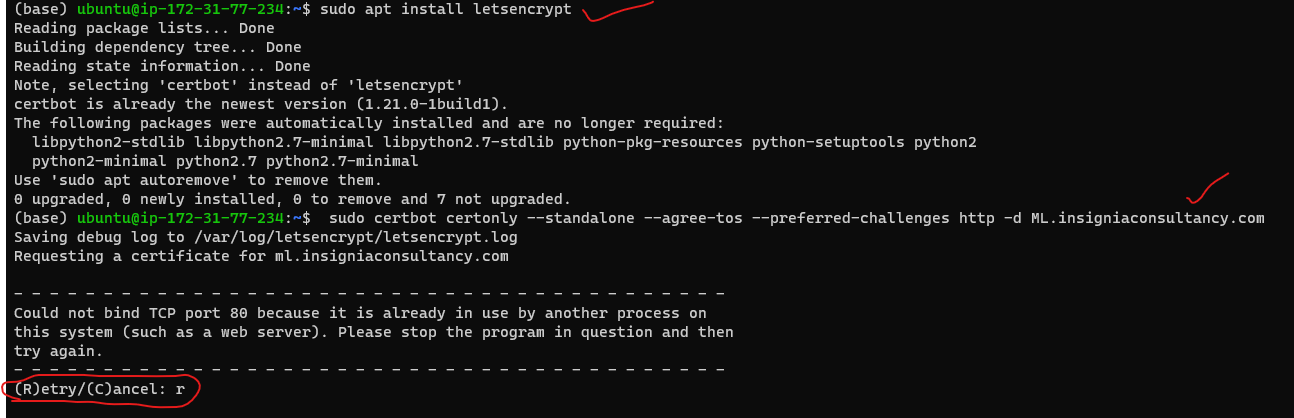 (base) ubuntu@ip-172-31-77-234:~$ sudo apt install letsencrypt
Reading package lists... Done
Building dependency tree... Done
Reading state information... Done
Note, selecting 'certbot' instead of 'letsencrypt'
certbot is already the newest version (1.21.0-1build1).
The following packages were automatically installed and are no longer required:
  libpython2-stdlib libpython2.7-minimal libpython2.7-stdlib python-pkg-resources python-setuptools python2
  python2-minimal python2.7 python2.7-minimal
Use 'sudo apt autoremove' to remove them.
0 upgraded, 0 newly installed, 0 to remove and 7 not upgraded.
(base) ubuntu@ip-172-31-77-234:~$  sudo certbot certonly --standalone --agree-tos --preferred-challenges http -d ML.insigniaconsultancy.com
Saving debug log to /var/log/letsencrypt/letsencrypt.log
Requesting a certificate for ml.insigniaconsultancy.com
- - - - - - - - - - - - - - - - - - - - - - - - - - - - - - - - - - - - - - - -
Could not bind TCP port 80 because it is already in use by another process on
this system (such as a web server). Please stop the program in question and then
try again.
- - - - - - - - - - - - - - - - - - - - - - - - - - - - - - - - - - - - - - - -
(R)etry/(C)ancel: r